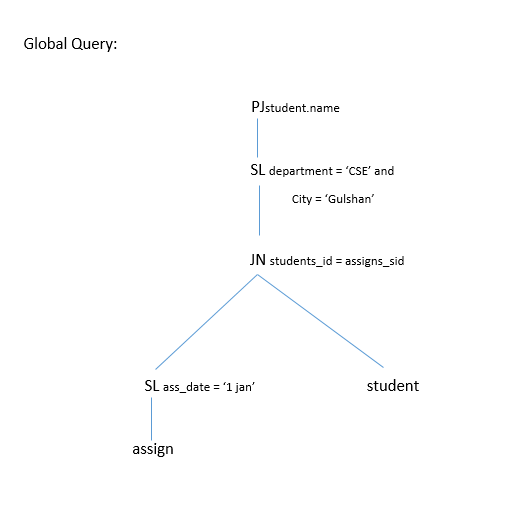 Global Query:
PJstudent.name
SL department = ‘CSE’ and
City = ‘Gulshan’
JN students_id = assigns_sid
SL ass_date = ‘1 jan’
student
assign